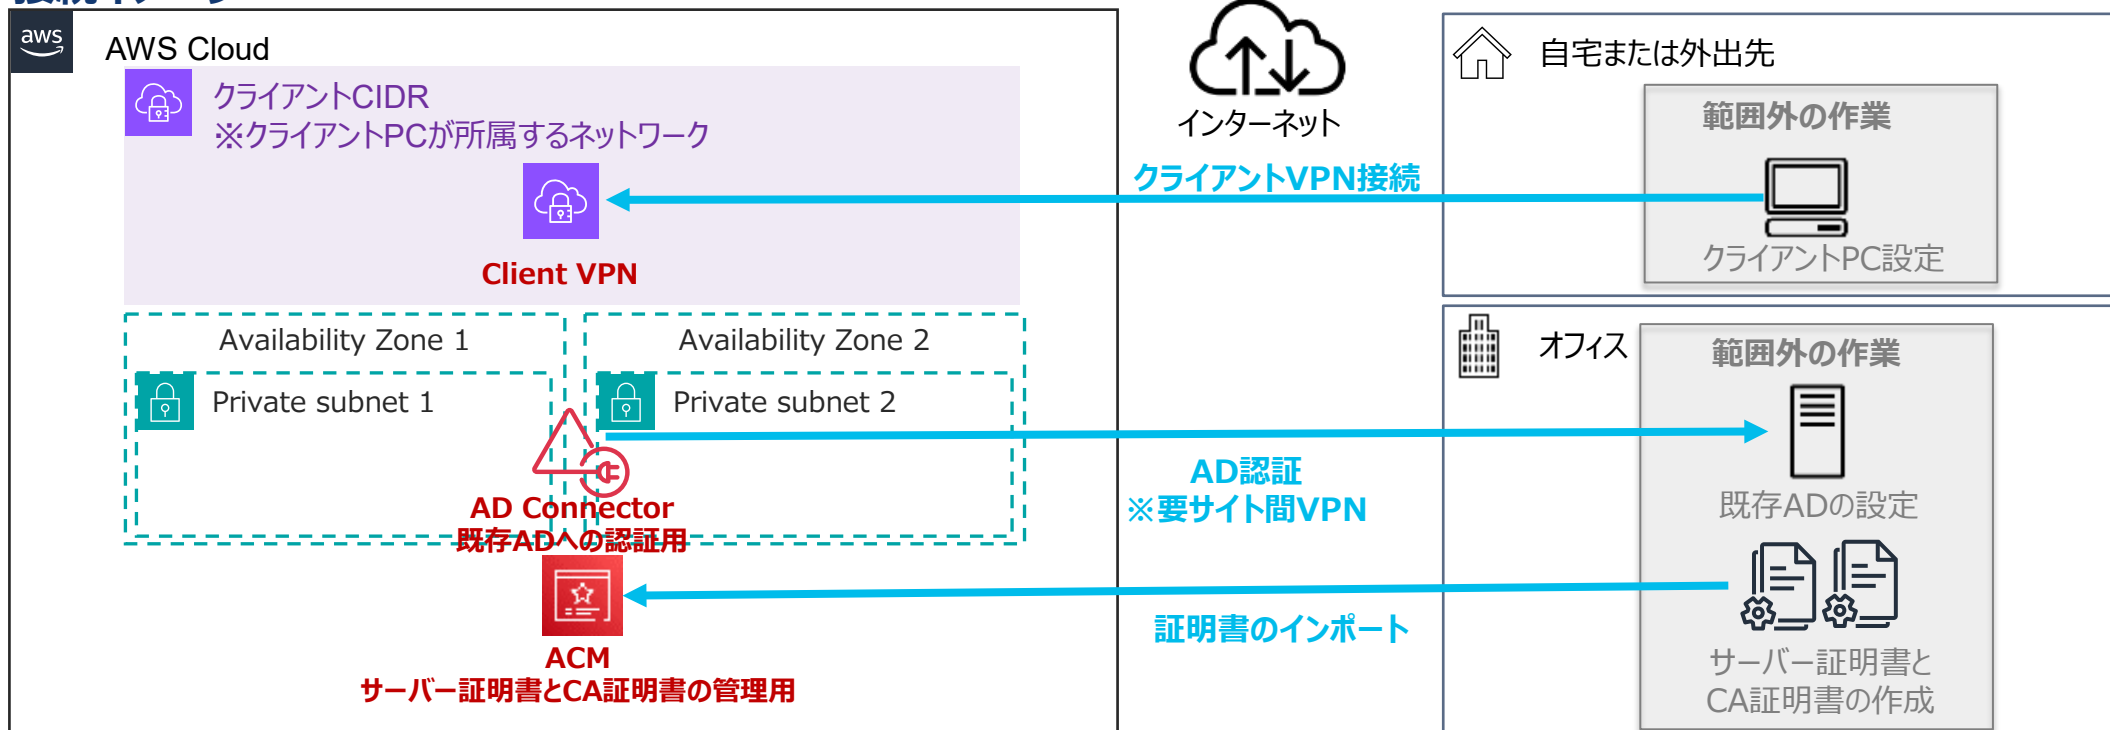 aws
AWS Cloud
クライアントCIDR
※クライアントPCが所属するネットワーク
Client VPN
Availability Zone 1
Availability Zone 2
Private subnet 1
Private subnet 2
AD Connector
既存ADへの認証用
ACM
サーバー証明書とCA証明書の管理用
インターネット
クライアントVPN接続
AD認証
※要サイト間VPN
証明書のインポート
自宅または外出先
範囲外の作業
クライアントPC設定
オフィス
範囲外の作業
既存ADの設定
サーバー証明書と
CA証明書の作成